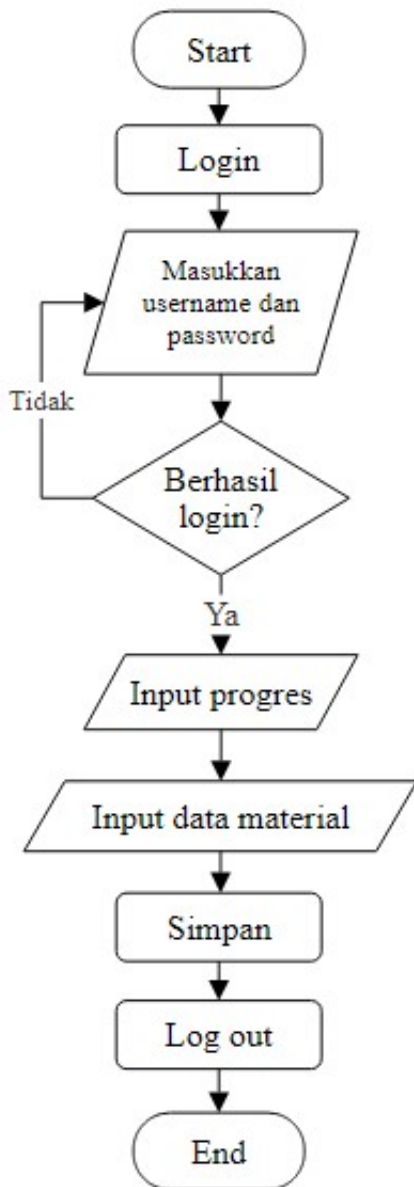 Start
Login
Masukkan
username dan
password
Tidak
Berhasil
login?
Ya
Input progres
Input data material
Simpan
Log out
End